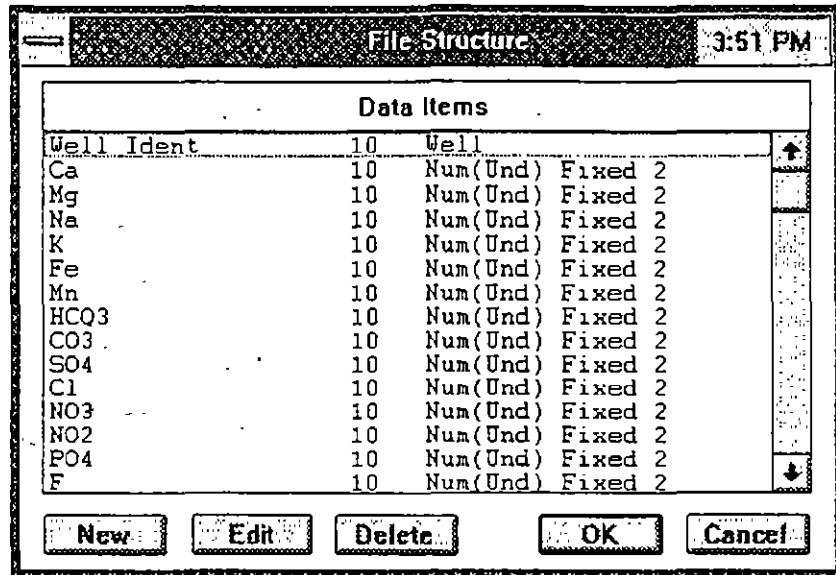 File Structure 3:51 PM
Data Items
Well Ident 10 Well
Ca 10 Num(Und) Fixed 2
Mg 10 Num(Und) Fixed 2
Na 10 Num(Und) Fixed 2
K 10 Num(Und) Fixed 2
Fe 10 Num(Und) Fixed 2
Mn 10 Num(Und) Fixed 2
HCO3 10 Num(Und) Fixed 2
CO3 10 Num(Und) Fixed 2
SO4 10 Num(Und) Fixed 2
Cl 10 Num(Und) Fixed 2
NO3 10 Num(Und) Fixed 2
NO2 10 Num(Und) Fixed 2
PO4 10 Num(Und) Fixed 2
F 10 Num(Und) Fixed 2
New Edit Delete OK Cancel